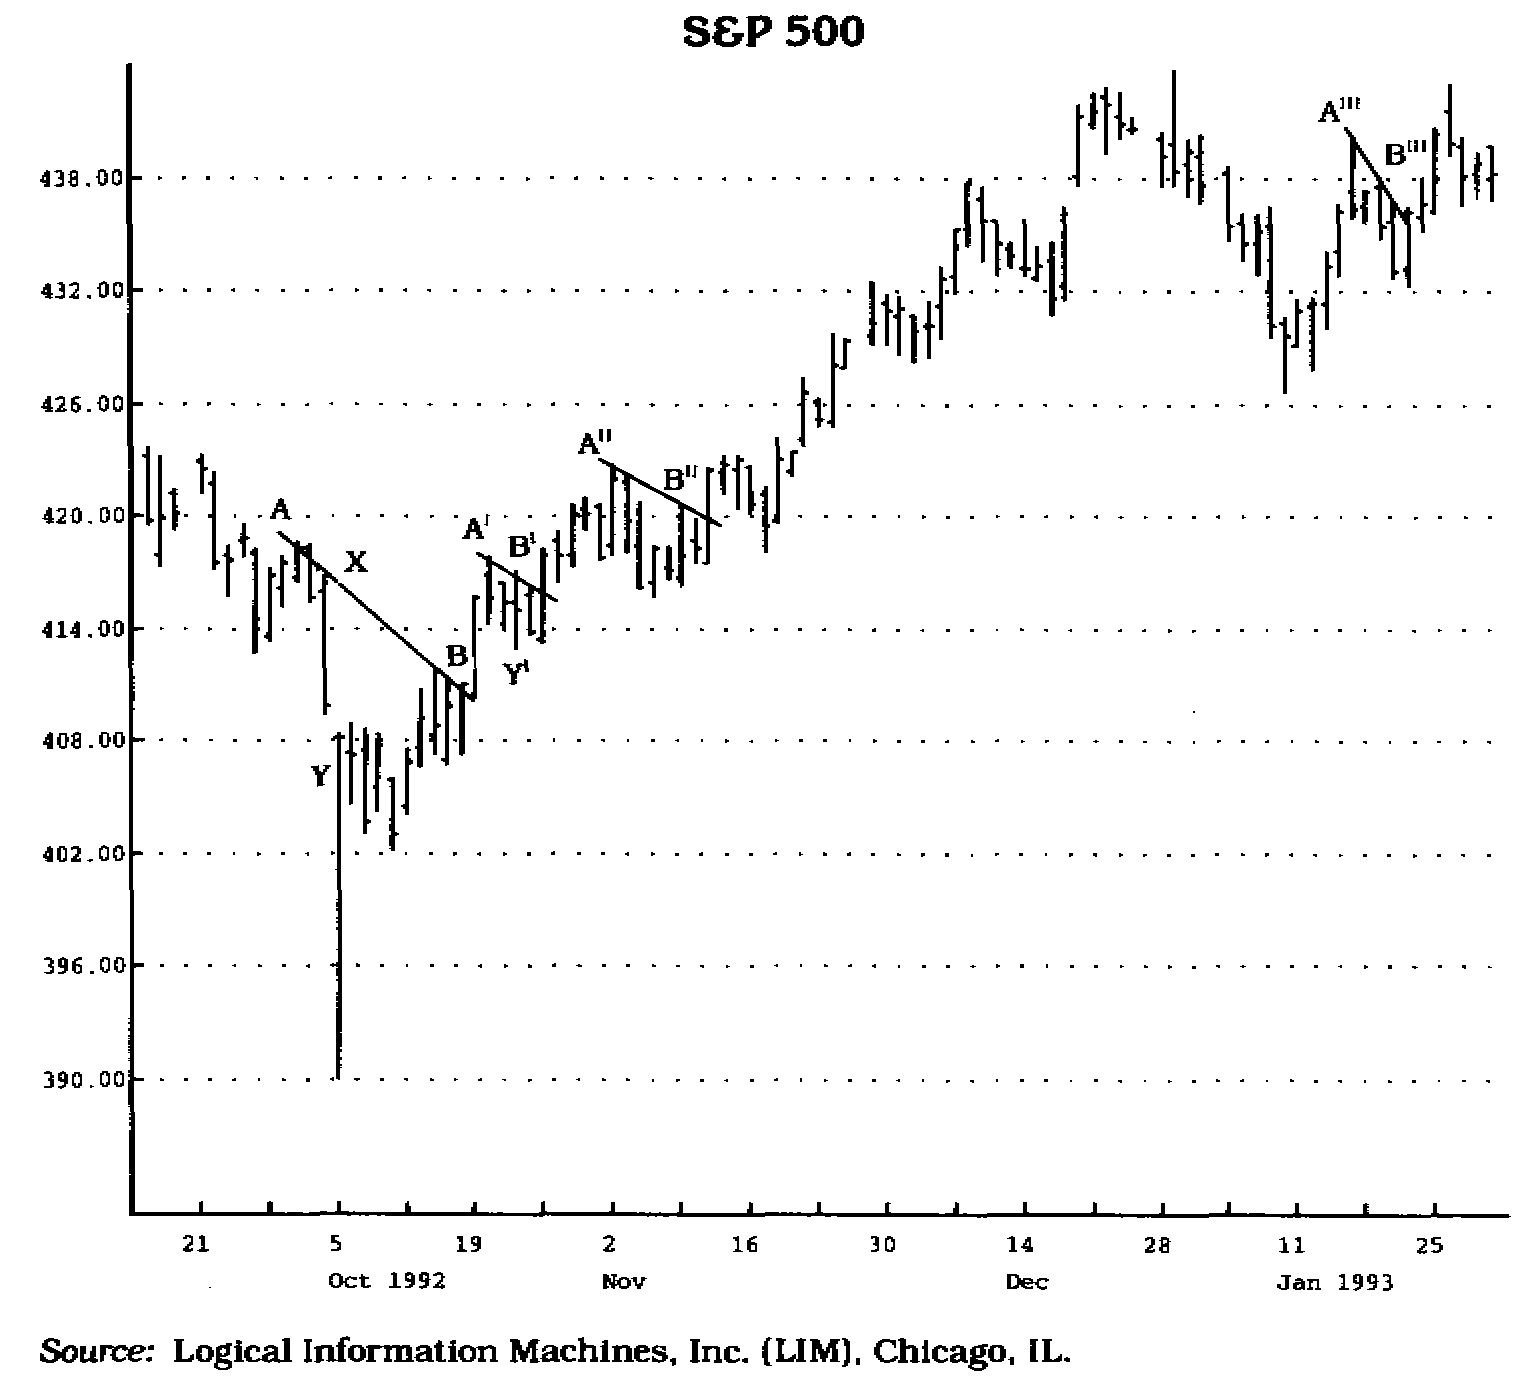 S&P 500
A'''
B'''
438.00
432.00
426.00
A''
B''
420.00
A
A'
B'
X
414.00
B
Y'
408.00
Y
402.00
396.00
390.00
21 5 19 2 16 30 14 28 11 25
Oct 1992 Nov Dec Jan 1993
Source: Logical Information Machines, Inc. (LIM), Chicago, IL.